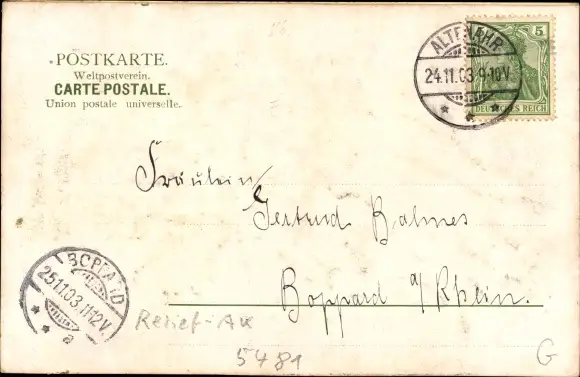 POSTKARTE.
Weltpostverein.
CARTE POSTALE.
Union postale universelle.
ALTENAHR
24.11.03.9-10V.
5
DEUTSCHES REICH
Fräulein
Gertrud Bahnes
Boppard a/Rhein.
BOPPARD
25.11.03.11-12V.
a
Relief-AK
5481
G